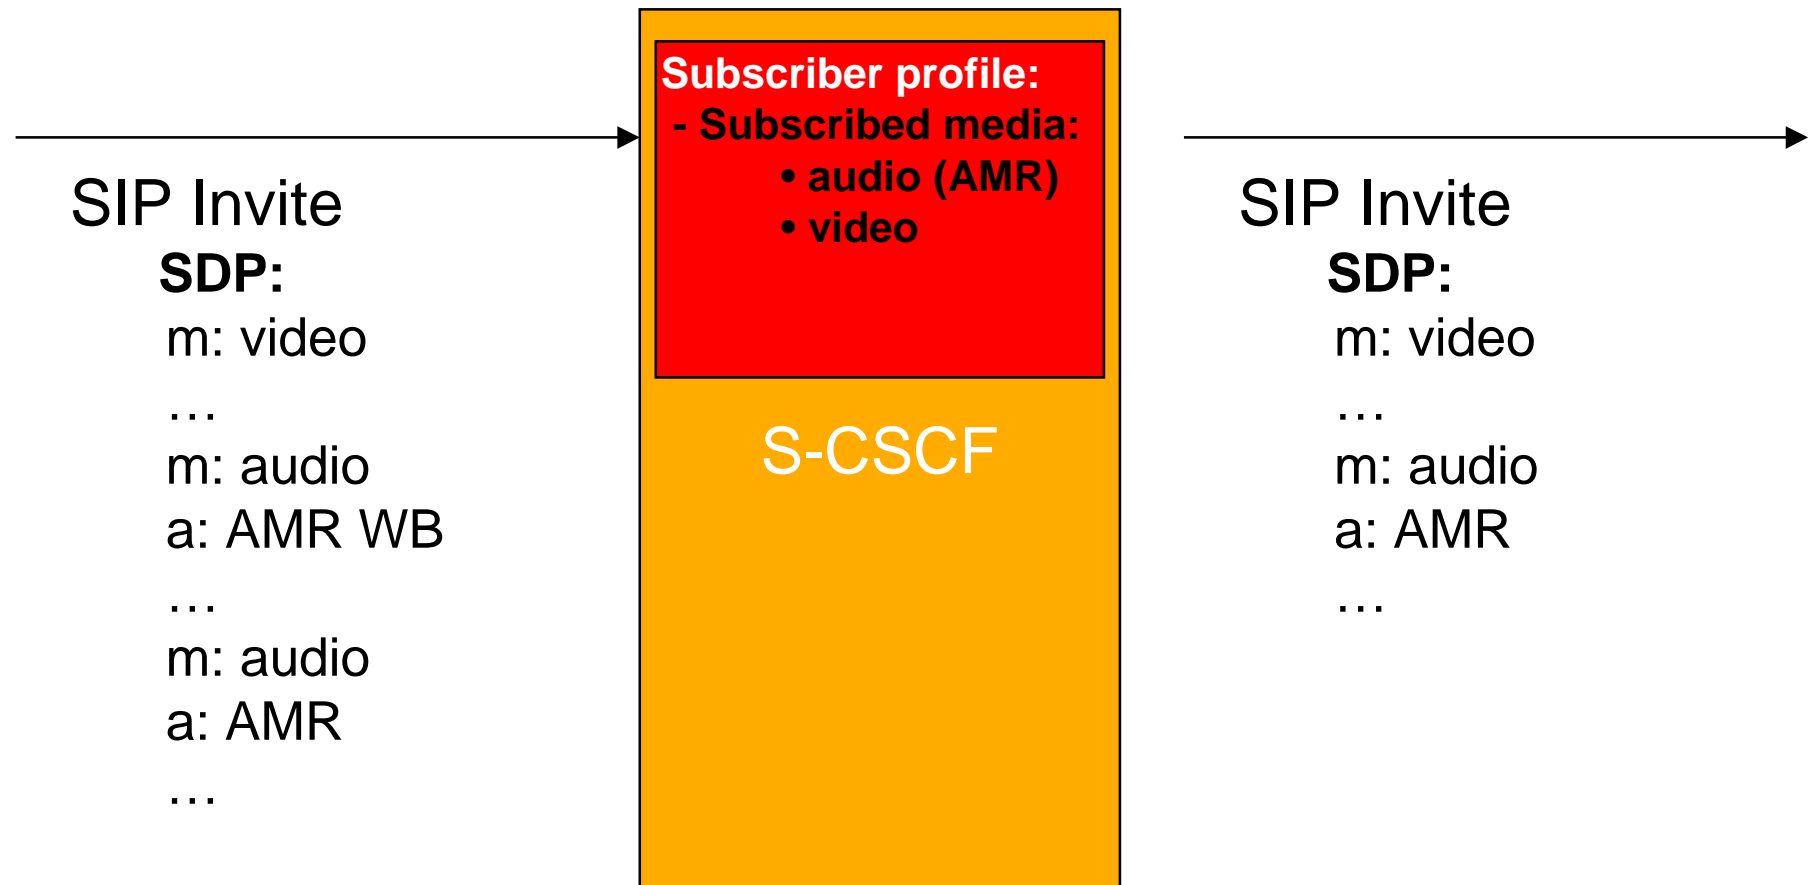 SIP Invite
SDP:
m: video
…
m: audio
a: AMR WB
…
m: audio
a: AMR
…
Subscriber profile:
- Subscribed media:
• audio (AMR)
• video
S-CSCF
SIP Invite
SDP:
m: video
…
m: audio
a: AMR
…